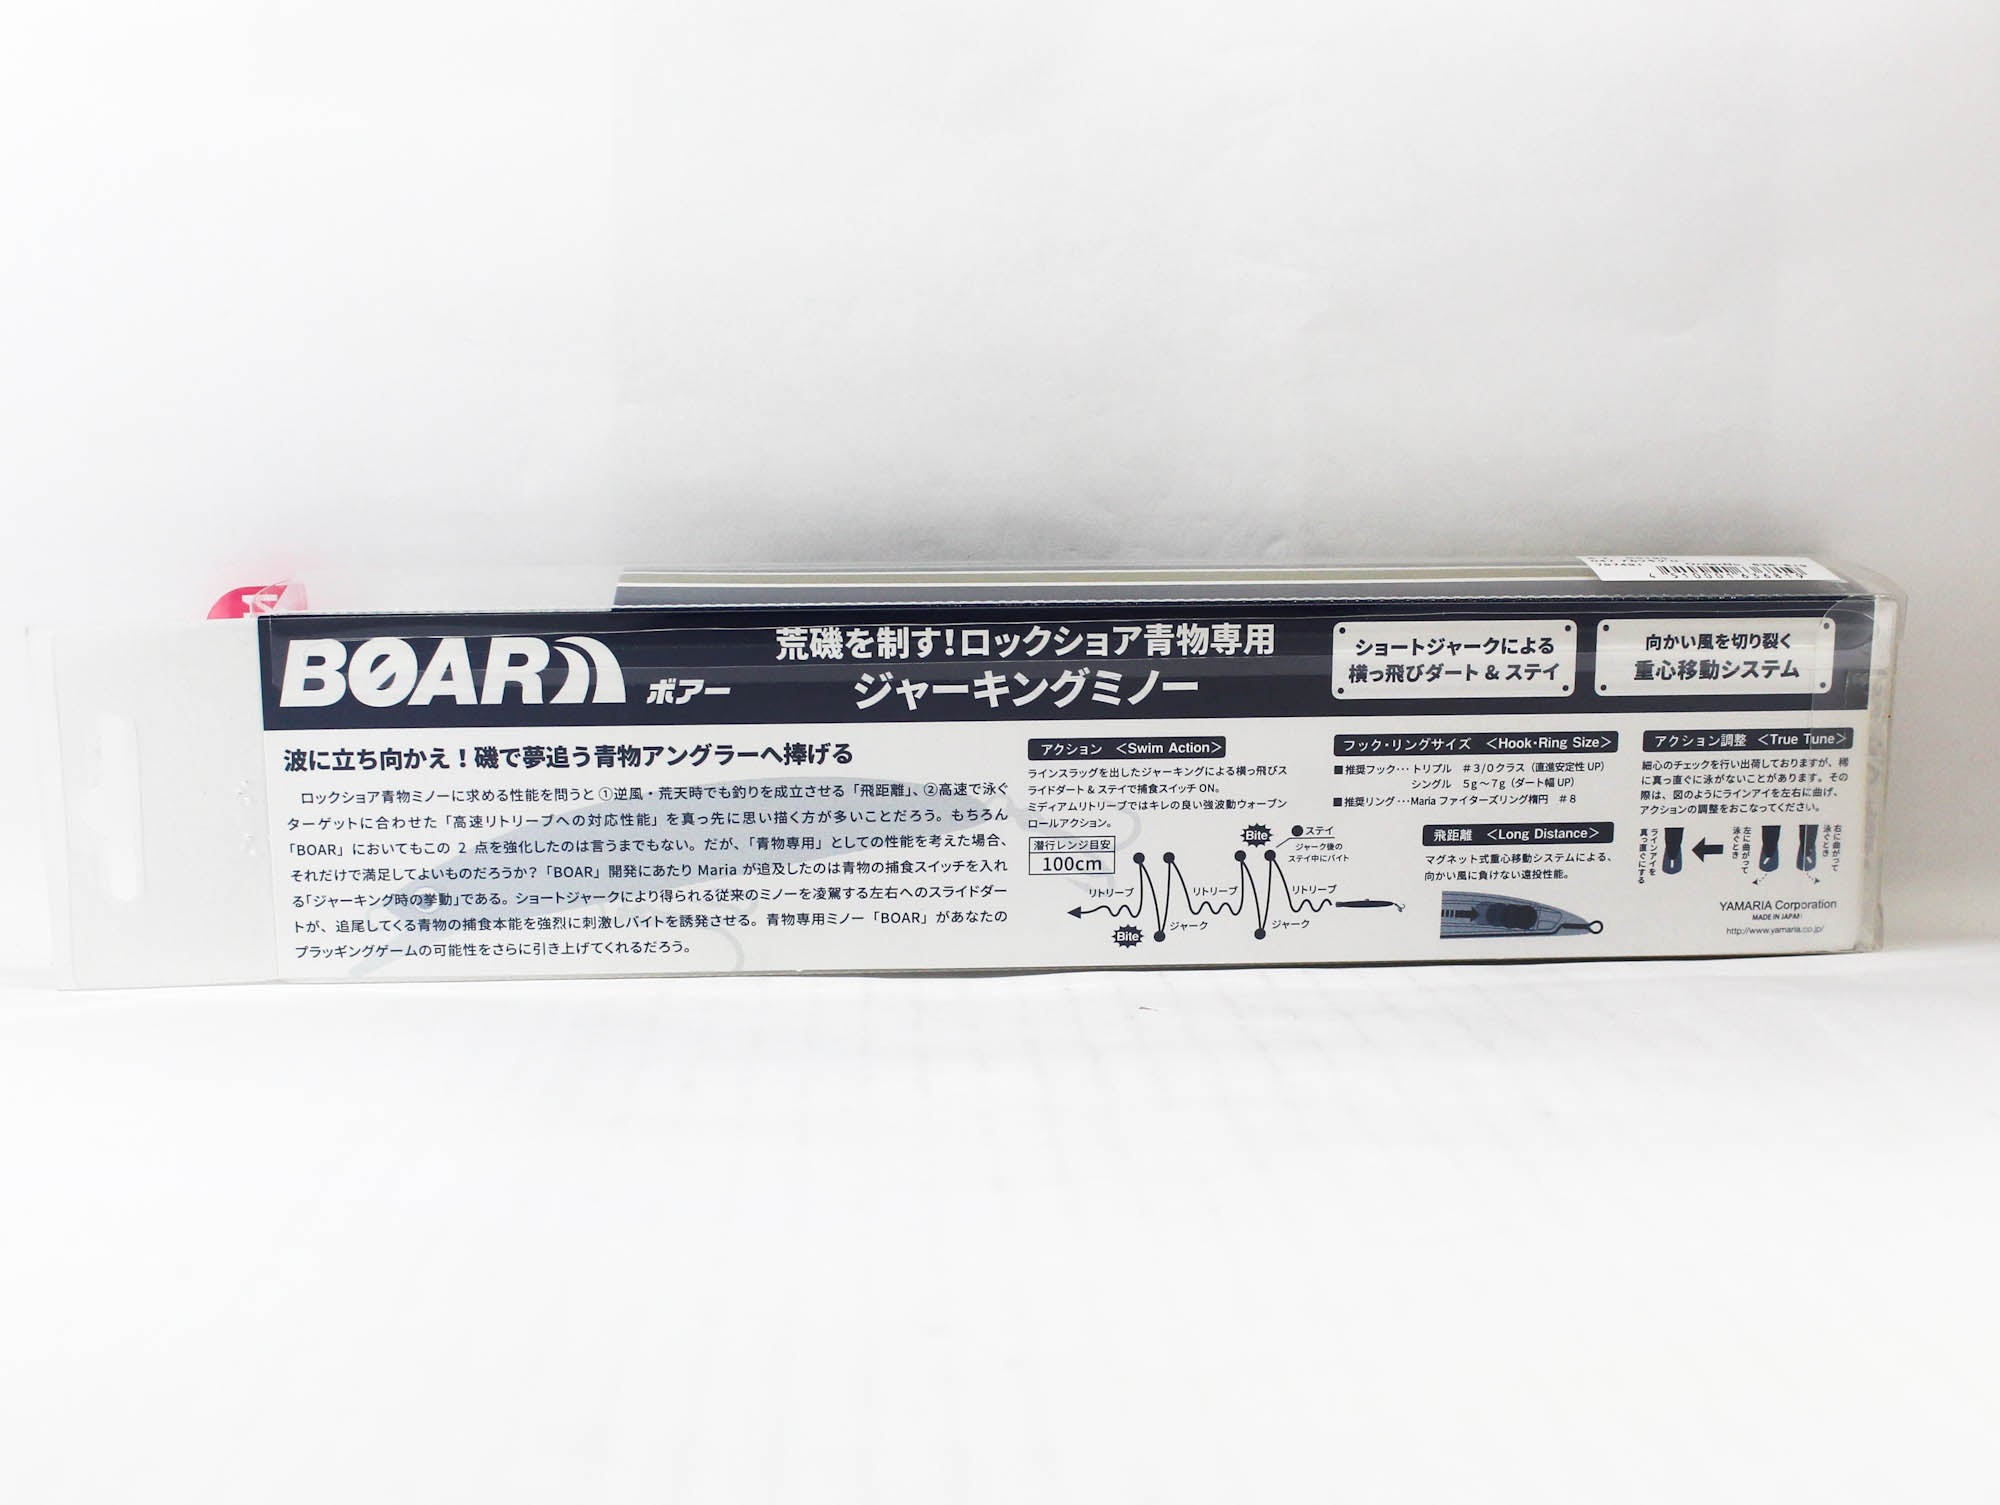 4 510001 636819
BOAR ボアー
荒磯を制す!ロックショア青物専用
ジャーキングミノー
ショートジャークによる
横っ飛びダート & ステイ
向かい風を切り裂く
重心移動システム
波に立ち向かえ!磯で夢追う青物アングラーへ捧げる
ロックショア青物ミノーに求める性能を問うと①逆風・荒天時でも釣りを成立させる「飛距離」、②高速で泳ぐ
ターゲットに合わせた「高速リトリーブへの対応性能」を真っ先に思い描く方が多いことだろう。もちろん
「BOAR」においてもこの 2 点を強化したのは言うまでもない。だが、「青物専用」としての性能を考えた場合、
それだけで満足してよいものだろうか?「BOAR」開発にあたり Maria が追及したのは青物の捕食スイッチを入れ
る「ジャーキング時の挙動」である。ショートジャークにより得られる従来のミノーを凌駕する左右へのスライドダー
トが、追尾してくる青物の捕食本能を強烈に刺激しバイトを誘発させる。青物専用ミノー「BOAR」があなたの
プラッギングゲームの可能性をさらに引き上げてくれるだろう。
アクション <Swim Action>
ラインスラッグを出したジャーキングによる横っ飛びス
ライドダート & ステイで捕食スイッチ ON。
ミディアムリトリーブではキレの良い強波動ウォーブン
ロールアクション。
潜行レンジ目安
100cm
Bite
ステイ
ジャーク後の
ステイ中にバイト
リトリーブ
リトリーブ
リトリーブ
ジャーク
ジャーク
Bite
フック・リングサイズ <Hook・Ring Size>
■推奨フック… トリプル #3/0クラス(直進安定性 UP)
シングル 5g~7g(ダート幅 UP)
■推奨リング…Maria ファイターズリング楕円 #8
飛距離 <Long Distance>
マグネット式重心移動システムによる、
向かい風に負けない遠投性能。
アクション調整 <True Tune>
細心のチェックを行い出荷しておりますが、稀
に真っ直ぐに泳がないことがあります。その
際は、図のようにラインアイを左右に曲げ、
アクションの調整をおこなってください。
右に曲がって
泳ぐとき
左に曲がって
泳ぐとき
ラインアイを
真っ直ぐにする
YAMARIA Corporation
MADE IN JAPAN
http://www.yamaria.co.jp/